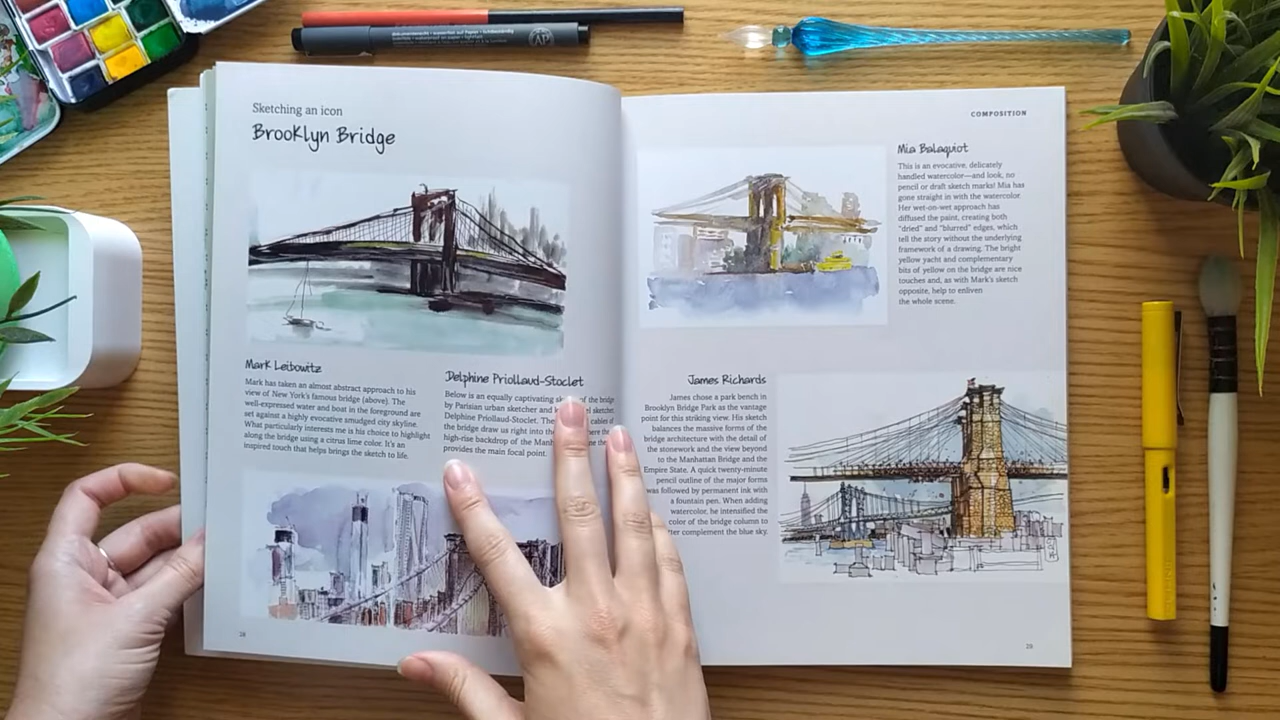 Sketching an icon
Brooklyn Bridge
Mark Leibowitz
Mark has taken an almost abstract approach to his
view of New York's famous bridge (above). The
well-expressed water and boat in the foreground are
set against a highly evocative smudged city skyline.
What particularly interests me is his choice to highlight
along the bridge using a citrus lime color. It's an
inspired touch that helps brings the sketch to life.
Delphine Priollaud-Stoclet
Below is an equally captivating of the bridge
by Parisian urban sketcher and sketcher
Delphine Priollaud-Stoclet. The cables of
the bridge draw us right into the where the
high-rise backdrop of the
provides the main focal point.
28
COMPOSITION
Mia Balaquiot
This is an evocative, delicately
handled watercolor—and look, no
pencil or draft sketch marks! Mia has
gone straight in with the watercolor.
Her wet-on-wet approach has
diffused the paint, creating both
"dried" and "blurred" edges, which
tell the story without the underlying
framework of a drawing. The bright
yellow yacht and complementary
bits of yellow on the bridge are nice
touches and, as with Mark's sketch
opposite, help to enliven
the whole scene.
James Richards
James chose a park bench in
Brooklyn Bridge Park as the vantage
point for this striking view. His sketch
balances the massive forms of the
bridge architecture with the detail of
the stonework and the view beyond
to the Manhattan Bridge and the
Empire State. A quick twenty-minute
pencil outline of the major forms
was followed by permanent ink with
a fountain pen. When adding
watercolor, he intensified the
color of the bridge column to
complement the blue sky.
29